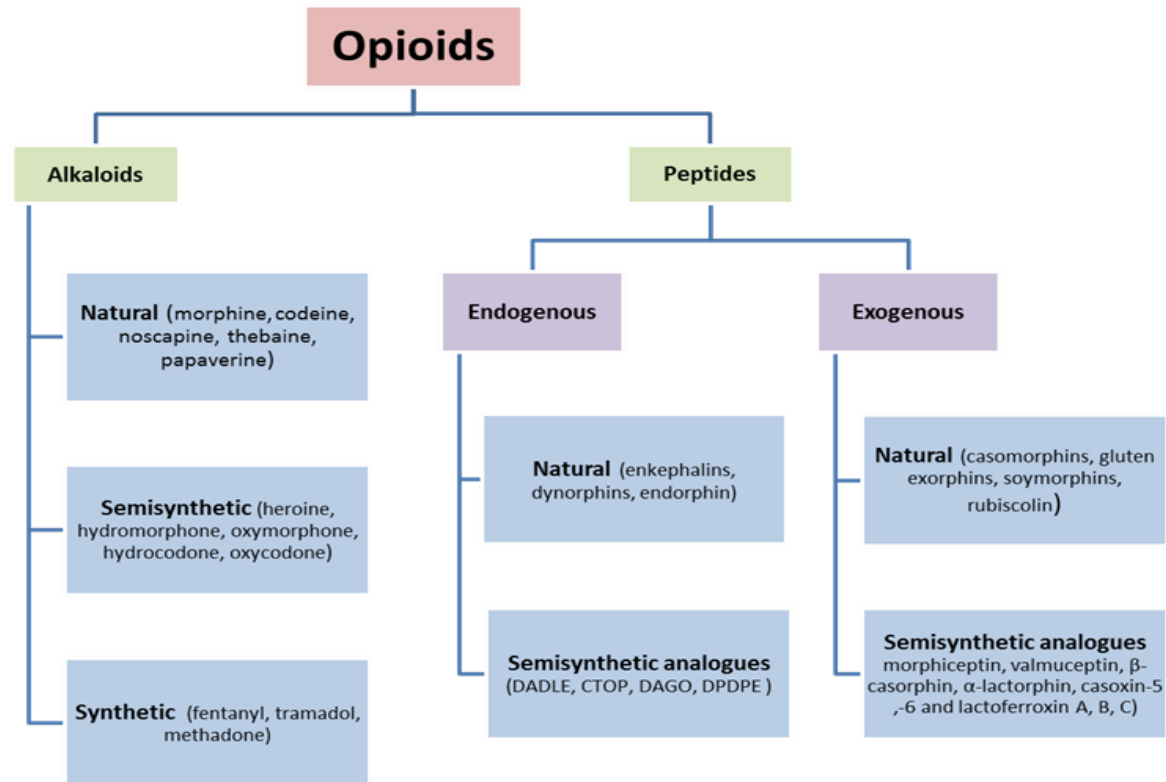 Opioids
Alkaloids
Natural (morphine, codeine,
noscapine, thebaine,
papaverine)
Semisynthetic (heroine,
hydromorphone, oxymorphone,
hydrocodone, oxycodone)
Synthetic (fentanyl, tramadol,
methadone)
Peptides
Endogenous
Natural (enkephalins,
dynorphins, endorphin)
Semisynthetic analogues
(DADLE, CTOP, DAGO, DPDPE )
Exogenous
Natural (casomorphins, gluten
exorphins, soymorphins,
rubiscolin)
Semisynthetic analogues
morphiceptin, valmuceptin, β-
casorphin, α-lactorphin, casoxin-5
,-6 and lactoferroxin A, B, C)